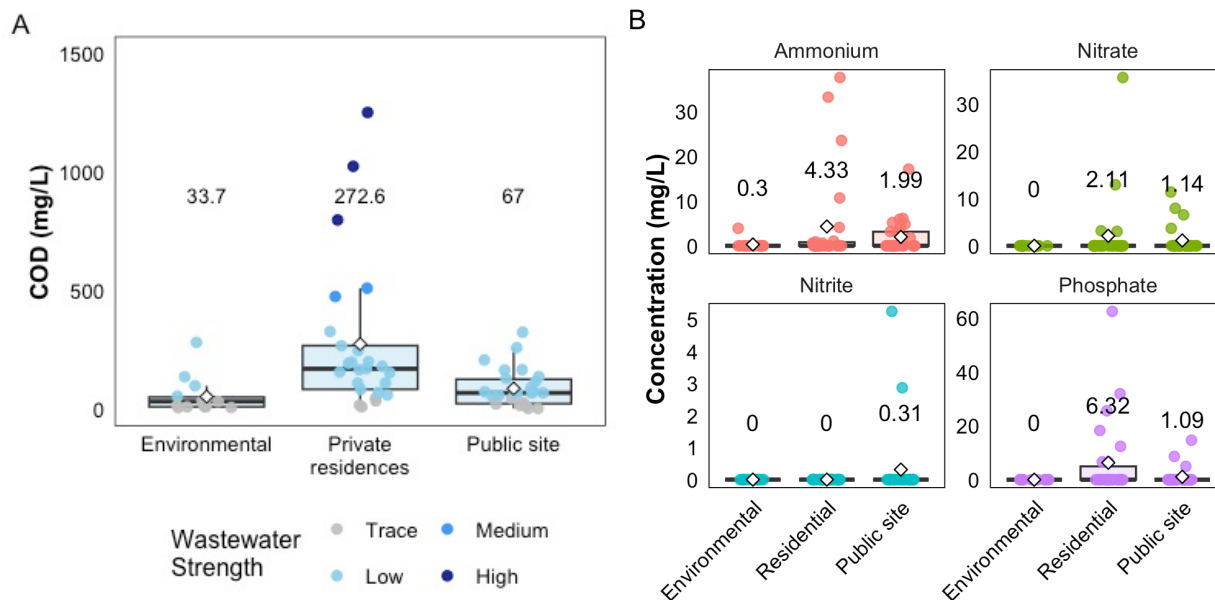 A
1500
1000
500
0
COD (mg/L)
33.7
272.6
67
Environmental
Private
residences
Public site
Wastewater
Strength
Trace
Low
Medium
High
B
Concentration (mg/L)
Ammonium
30
20
10
0
0.3
4.33
1.99
Nitrate
30
20
10
0
0
2.11
1.14
Nitrite
5
4
3
2
1
0
0
0
0.31
Environmental
Residential
Public site
Phosphate
60
40
20
0
0
6.32
1.09
Environmental
Residential
Public site